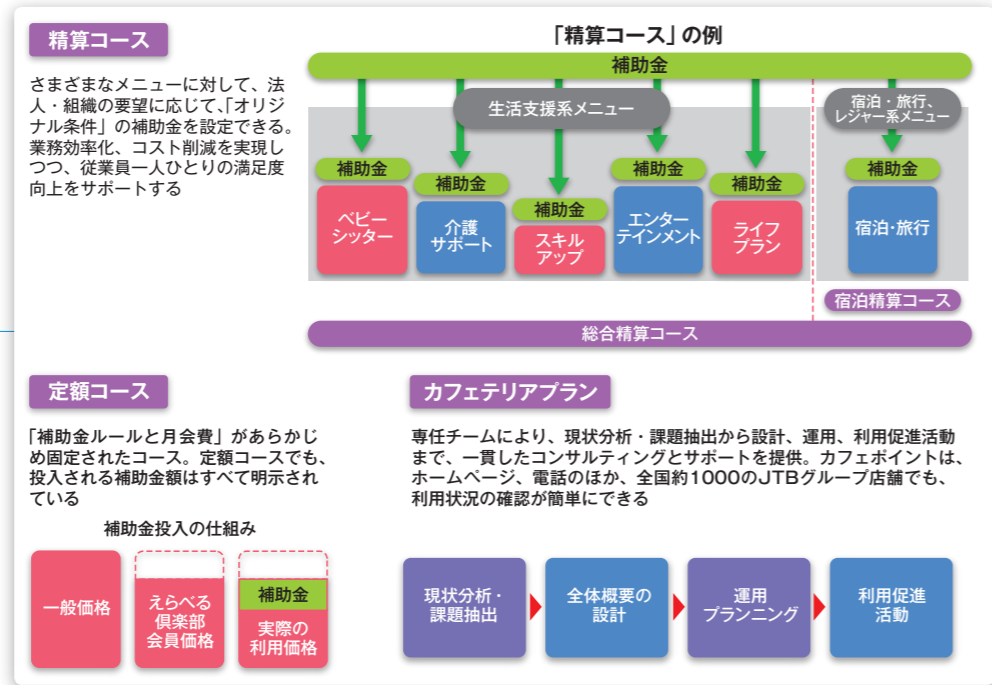 精算コース
さまざまなメニューに対して、法
人・組織の要望に応じて、「オリジ
ナル条件」の補助金を設定できる。
業務効率化、コスト削減を実現し
つつ、従業員一人ひとりの満足度
向上をサポートする
「精算コース」の例
補助金
生活支援系メニュー
宿泊・旅行、
レジャー系メニュー
補助金
ベビー
シッター
補助金
介護
サポート
補助金
スキル
アップ
補助金
エンター
テインメント
補助金
ライフ
プラン
補助金
宿泊・旅行
宿泊精算コース
総合精算コース
定額コース
「補助金ルールと月会費」があらかじ
め固定されたコース。定額コースでも、
投入される補助金額はすべて明示され
ている
補助金投入の仕組み
一般価格
えらべる
倶楽部
会員価格
補助金
実際の
利用価格
カフェテリアプラン
専任チームにより、現状分析・課題抽出から設計、運用、利用促進活動
まで、一貫したコンサルティングとサポートを提供。カフェポイントは、
ホームページ、電話のほか、全国約1000のJTBグループ店舗でも、
利用状況の確認が簡単にできる
現状分析・
課題抽出
全体概要の
設計
運用
プランニング
利用促進
活動